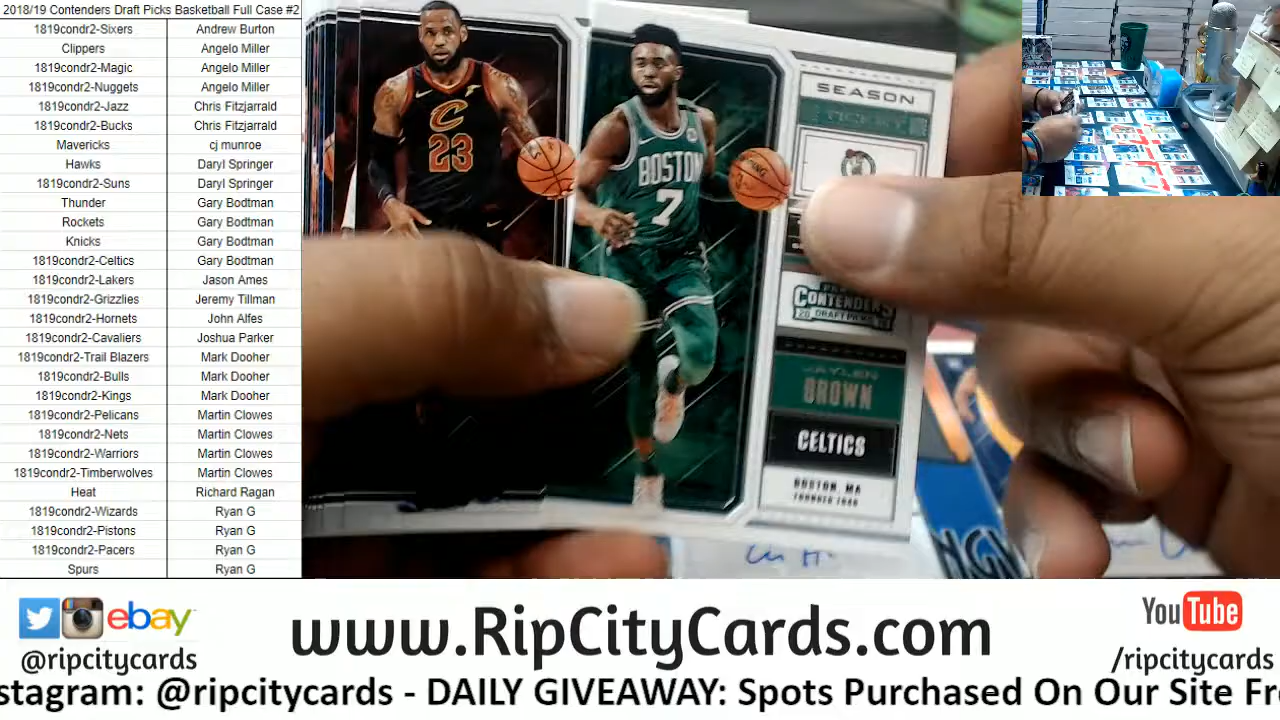 2018/19 Contenders Draft Picks Basketball Full Case #2
1819condr2-Sixers Andrew Burton
Clippers Angelo Miller
1819condr2-Magic Angelo Miller
1819condr2-Nuggets Angelo Miller
1819condr2-Jazz Chris Fitzjarrald
1819condr2-Bucks Chris Fitzjarrald
Mavericks cj munroe
Hawks Daryl Springer
1819condr2-Suns Daryl Springer
Thunder Gary Bodtman
Rockets Gary Bodtman
Knicks Gary Bodtman
1819condr2-Celtics Gary Bodtman
1819condr2-Lakers Jason Ames
1819condr2-Grizzlies Jeremy Tillman
1819condr2-Hornets John Alfes
1819condr2-Cavaliers Joshua Parker
1819condr2-Trail Blazers Mark Dooher
1819condr2-Bulls Mark Dooher
1819condr2-Kings Mark Dooher
1819condr2-Pelicans Martin Clowes
1819condr2-Nets Martin Clowes
1819condr2-Warriors Martin Clowes
1819condr2-Timberwolves Martin Clowes
Heat Richard Ragan
1819condr2-Wizards Ryan G
1819condr2-Pistons Ryan G
1819condr2-Pacers Ryan G
Spurs Ryan G
C
23
BOSTON
7
SEASON
TICKET
CONTENDERS
DRAFT PICKS
JAYLEN
BROWN
CELTICS
BOSTON, MA
ebay
@ripcitycards
www.RipCityCards.com
YouTube
/ripcitycards
stagram: @ripcitycards - DAILY GIVEAWAY: Spots Purchased On Our Site Fr